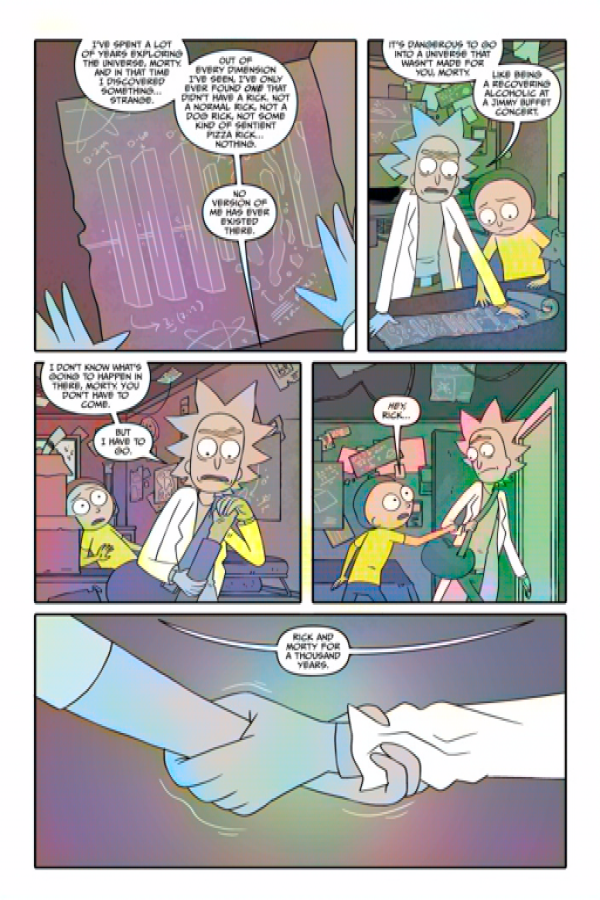 I'VE SPENT A LOT
OF YEARS EXPLORING
THE UNIVERSE, MORTY.
AND IN THAT TIME
I DISCOVERED
SOMETHING...
STRANGE.
OUT OF
EVERY DIMENSION
I'VE SEEN, I'VE ONLY
EVER FOUND ONE THAT
DIDN'T HAVE A RICK. NOT
A NORMAL RICK, NOT A
DOG RICK, NOT SOME
KIND OF SENTIENT
PIZZA RICK...
NOTHING.
NO
VERSION OF
ME HAS EVER
EXISTED
THERE.
IT'S DANGEROUS TO GO
INTO A UNIVERSE THAT
WASN'T MADE FOR
YOU, MORTY.
LIKE BEING
A RECOVERING
ALCOHOLIC AT
A JIMMY BUFFET
CONCERT.
I DON'T KNOW WHAT'S
GOING TO HAPPEN IN
THERE, MORTY. YOU
DON'T HAVE TO
COME.
BUT
I HAVE TO
GO.
HEY,
RICK...
RICK AND
MORTY FOR
A THOUSAND
YEARS.